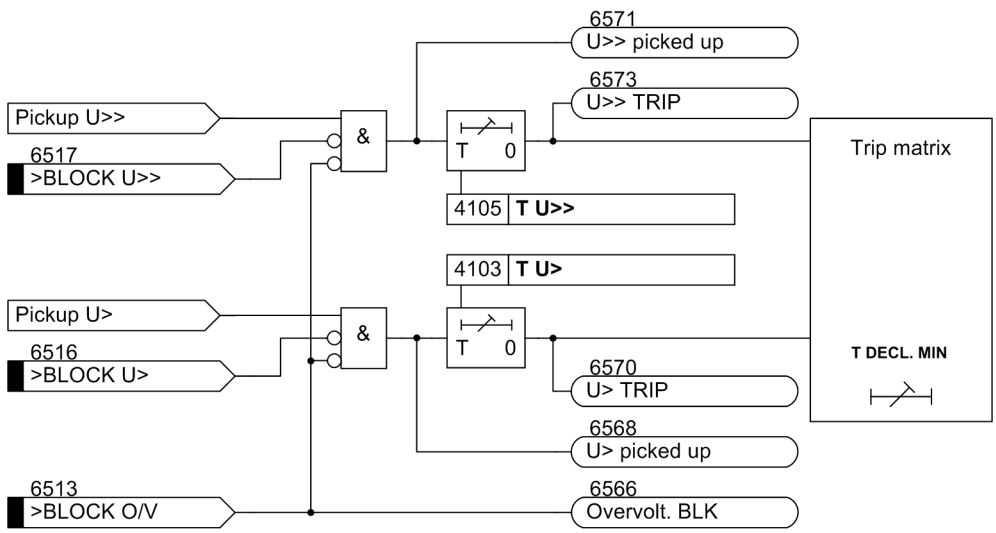 6571
U>> picked up
6573
U>> TRIP
Pickup U>>
&
6517
>BLOCK U>>
T 0
Trip matrix
4105 T U>>
4103 T U>
Pickup U>
&
6516
>BLOCK U>
T 0
T DECL. MIN
6570
U> TRIP
6568
U> picked up
6513
>BLOCK O/V
6566
Overvolt. BLK